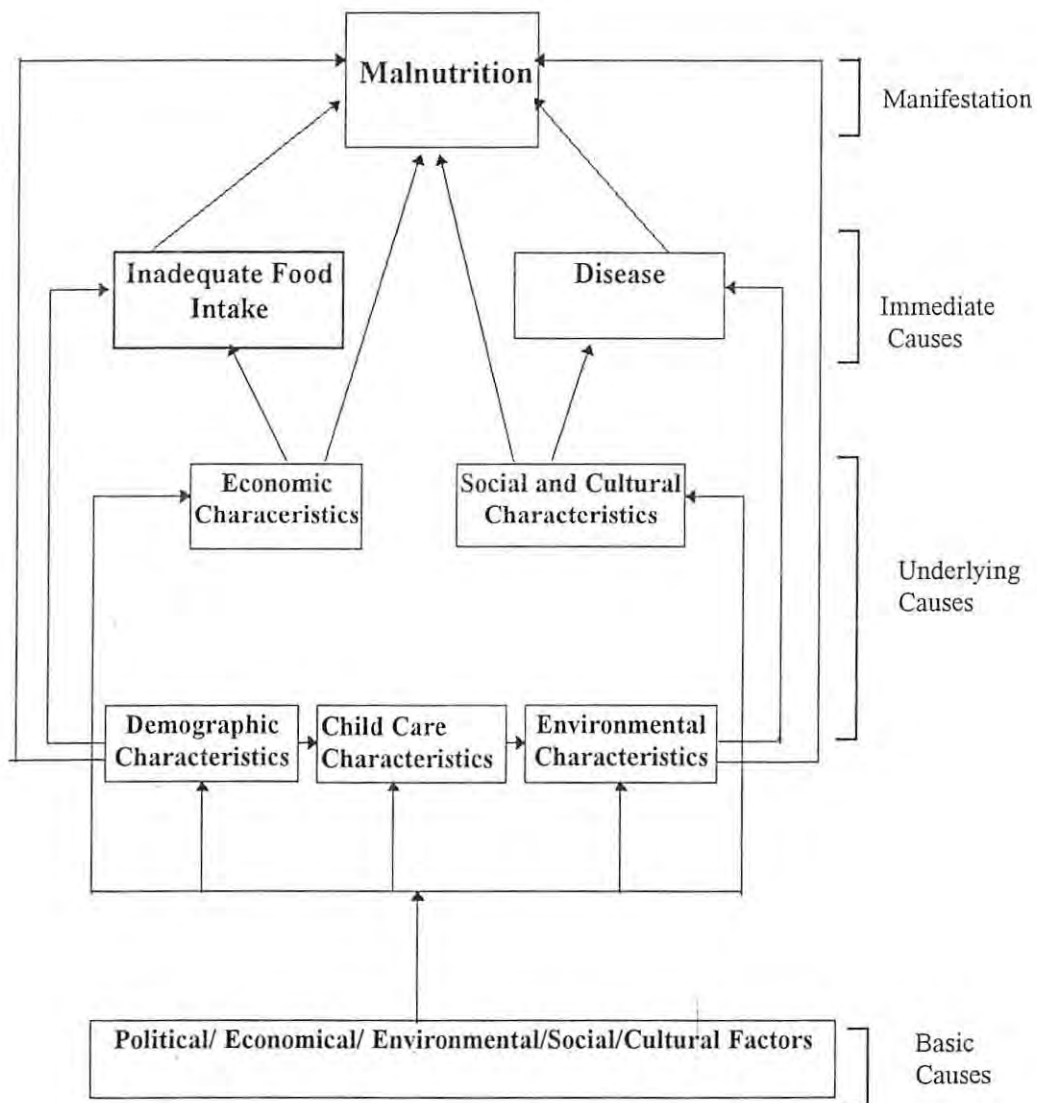 Malnutrition
Manifestation
Inadequate Food
Intake
Disease
Immediate
Causes
Economic
Characeristics
Social and Cultural
Characteristics
Underlying
Causes
Demographic
Characteristics
Child Care
Characteristics
Environmental
Characteristics
Political/ Economical/ Environmental/Social/Cultural Factors
Basic
Causes